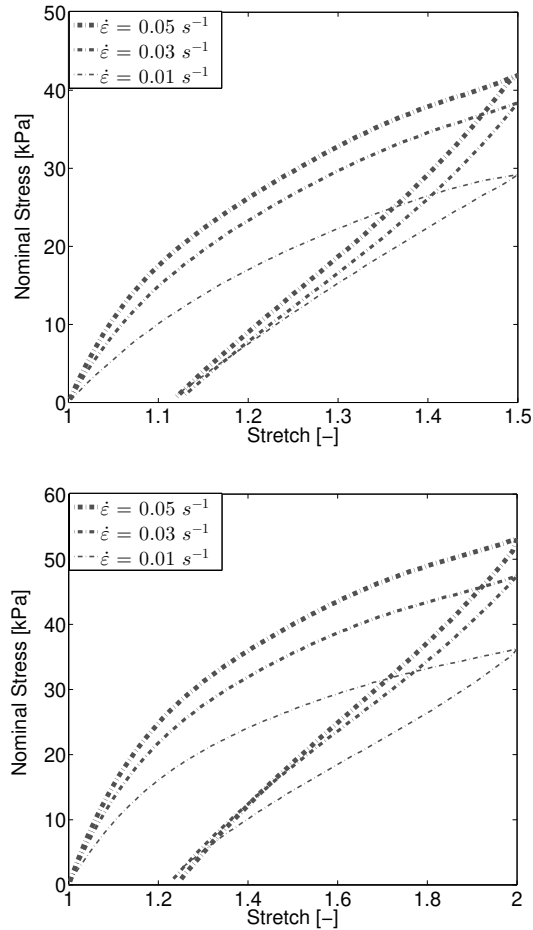 50
40
30
20
10
0
Nominal Stress [kPa]
ε̇ = 0.05 s⁻¹
ε̇ = 0.03 s⁻¹
ε̇ = 0.01 s⁻¹
1 1.1 1.2 1.3 1.4 1.5
Stretch [−]
60
50
40
30
20
10
0
Nominal Stress [kPa]
ε̇ = 0.05 s⁻¹
ε̇ = 0.03 s⁻¹
ε̇ = 0.01 s⁻¹
1 1.2 1.4 1.6 1.8 2
Stretch [−]